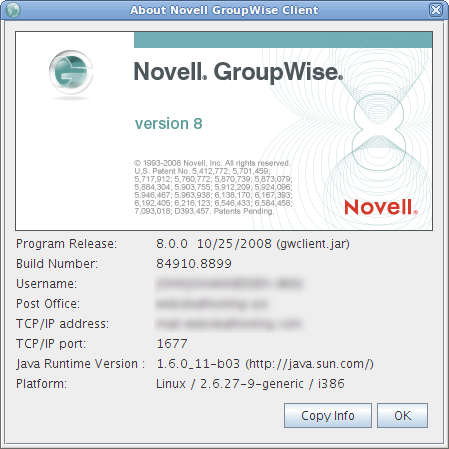 About Novell GroupWise Client
Novell® GroupWise®
version 8
© 1993-2008 Novell, Inc. All rights reserved.
U.S. Patent No. 5,412,772; 5,701,459;
5,717,912; 5,760,772; 5,870,739; 5,873,079;
5,884,304; 5,903,755; 5,912,209; 5,924,096;
5,946,467; 5,963,938; 6,138,170; 6,167,393;
6,192,405; 6,216,123; 6,546,433; 6,584,458;
7,093,018; D393,457. Patents Pending.
Novell®
Program Release: 8.0.0 10/25/2008 (gwclient.jar)
Build Number: 84910.8899
Username:
Post Office:
TCP/IP address:
TCP/IP port: 1677
Java Runtime Version : 1.6.0_11-b03 (http://java.sun.com/)
Platform: Linux / 2.6.27-9-generic / i386
Copy Info OK